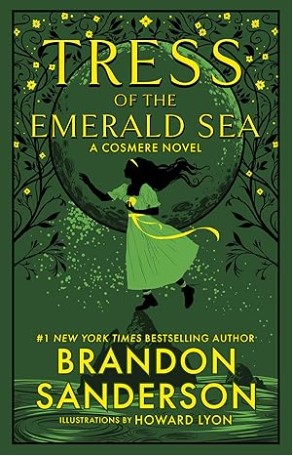 TRESS
OF THE
EMERALD SEA
A COSMERE NOVEL
#1 NEW YORK TIMES BESTSELLING AUTHOR
BRANDON
SANDERSON
ILLUSTRATIONS BY HOWARD LYON